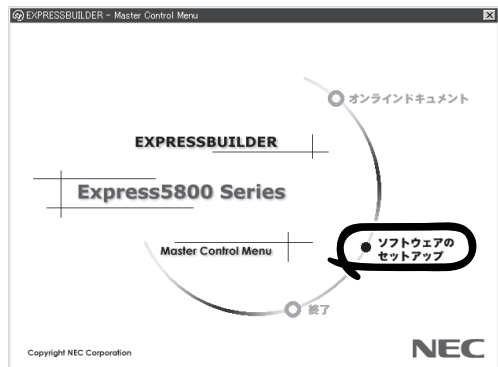 EXPRESSBUILDER - Master Control Menu
オンラインドキュメント
EXPRESSBUILDER
Express5800 Series
Master Control Menu
ソフトウェアの
セットアップ
終了
Copyright NEC Corporation
NEC